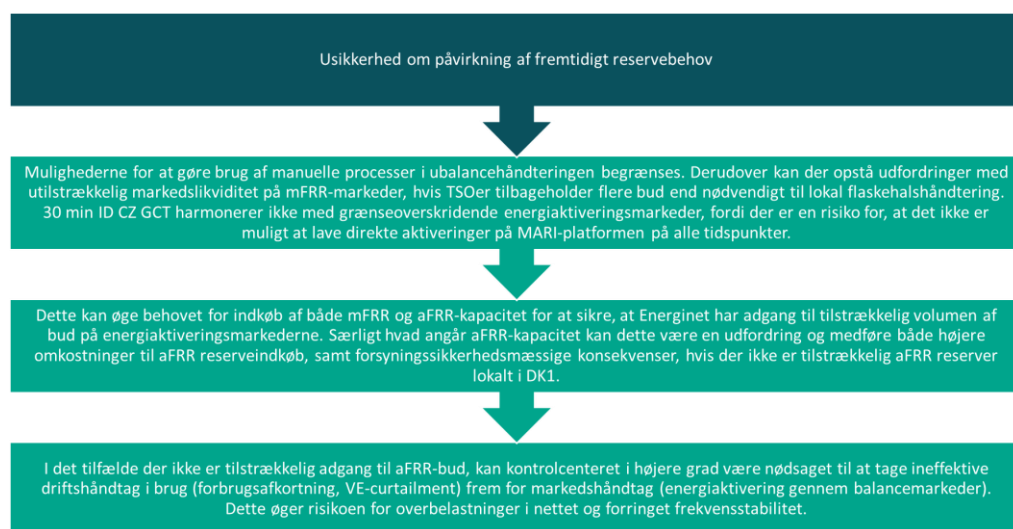 Usikkerhed om påvirkning af fremtidigt reservebehov
Mulighederne for at gøre brug af manuelle processer i ubalancehåndteringen begrænses. Derudover kan der opstå udfordringer med
utilstrækkelig markedslikviditet på mFRR-markeder, hvis TSOer tilbageholder flere bud end nødvendigt til lokal flaskehalshåndtering.
30 min ID CZ GCT harmonerer ikke med grænseoverskridende energiaktiveringsmarkeder, fordi der er en risiko for, at det ikke er
muligt at lave direkte aktiveringer på MARI-platformen på alle tidspunkter.
Dette kan øge behovet for indkøb af både mFRR og aFRR-kapacitet for at sikre, at Energinet har adgang til tilstrækkelig volumen af
bud på energiaktiveringsmarkederne. Særligt hvad angår aFRR-kapacitet kan dette være en udfordring og medføre både højere
omkostninger til aFRR reserveindkøb, samt forsyningssikkerhedsmæssige konsekvenser, hvis der ikke er tilstrækkelig aFRR reserver
lokalt i DK1.
I det tilfælde der ikke er tilstrækkelig adgang til aFRR-bud, kan kontrolcenteret i højere grad være nødsaget til at tage ineffektive
driftshåndtag i brug (forbrugsafkortning, VE-curtailment) frem for markedshåndtag (energiaktivering gennem balancemarkeder).
Dette øger risikoen for overbelastninger i nettet og forringet frekvensstabilitet.